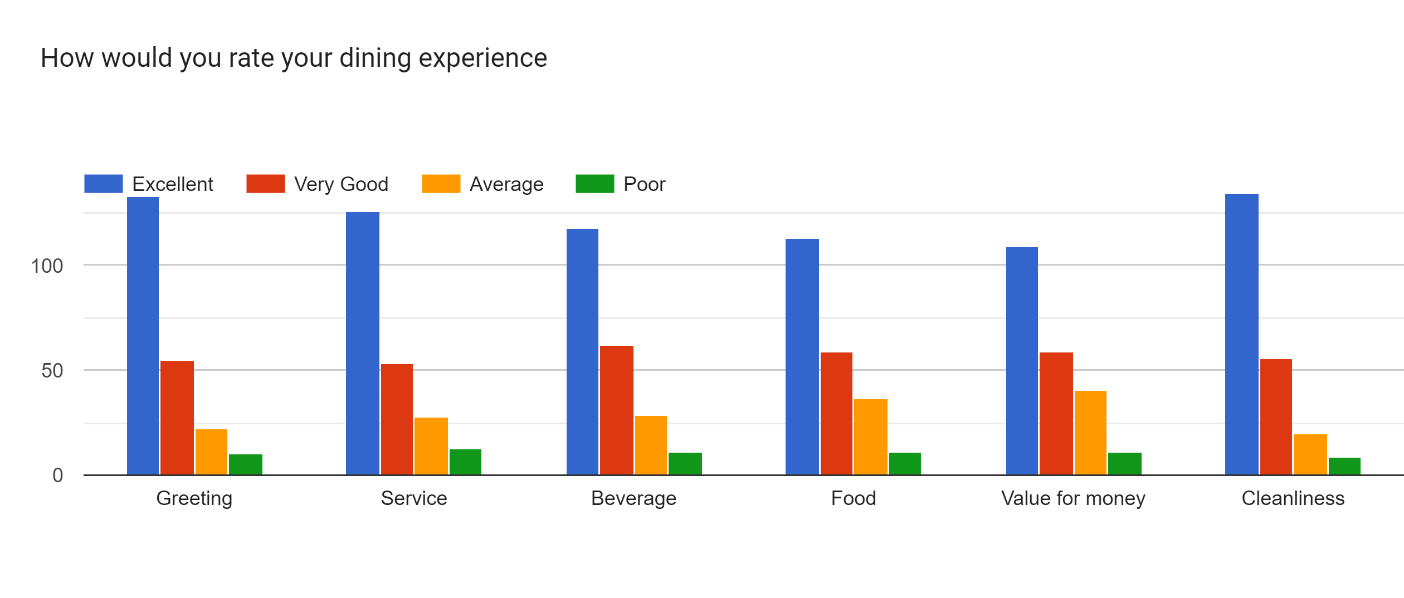 How would you rate your dining experience
Excellent Very Good Average Poor
100
50
0
Greeting Service Beverage Food Value for money Cleanliness